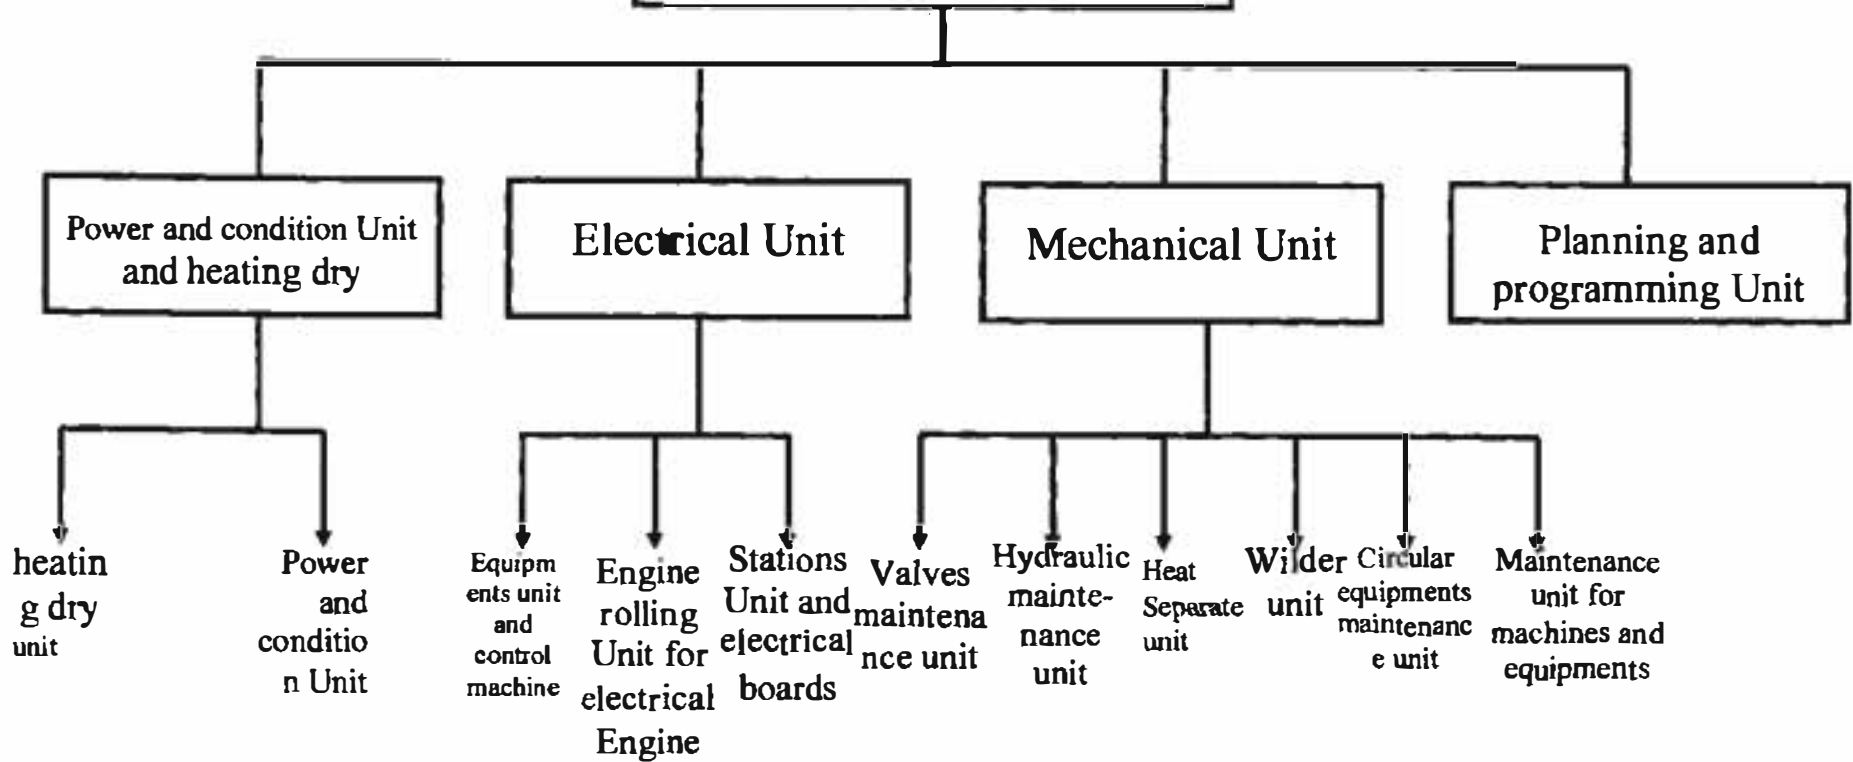 Power and condition Unit
and heating dry
Electrical Unit
Mechanical Unit
Planning and
programming Unit
heatin
g dry
unit
Power
and
conditio
n Unit
Equipm
ents unit
and
control
machine
Engine
rolling
Unit for
electrical
Engine
Stations
Unit and
electrical
boards
Valves
maintena
nce unit
Hydraulic
mainte-
nance
unit
Heat
Separate
unit
Wilder
unit
Circular
equipments
maintenanc
e unit
Maintenance
unit for
machines and
equipments